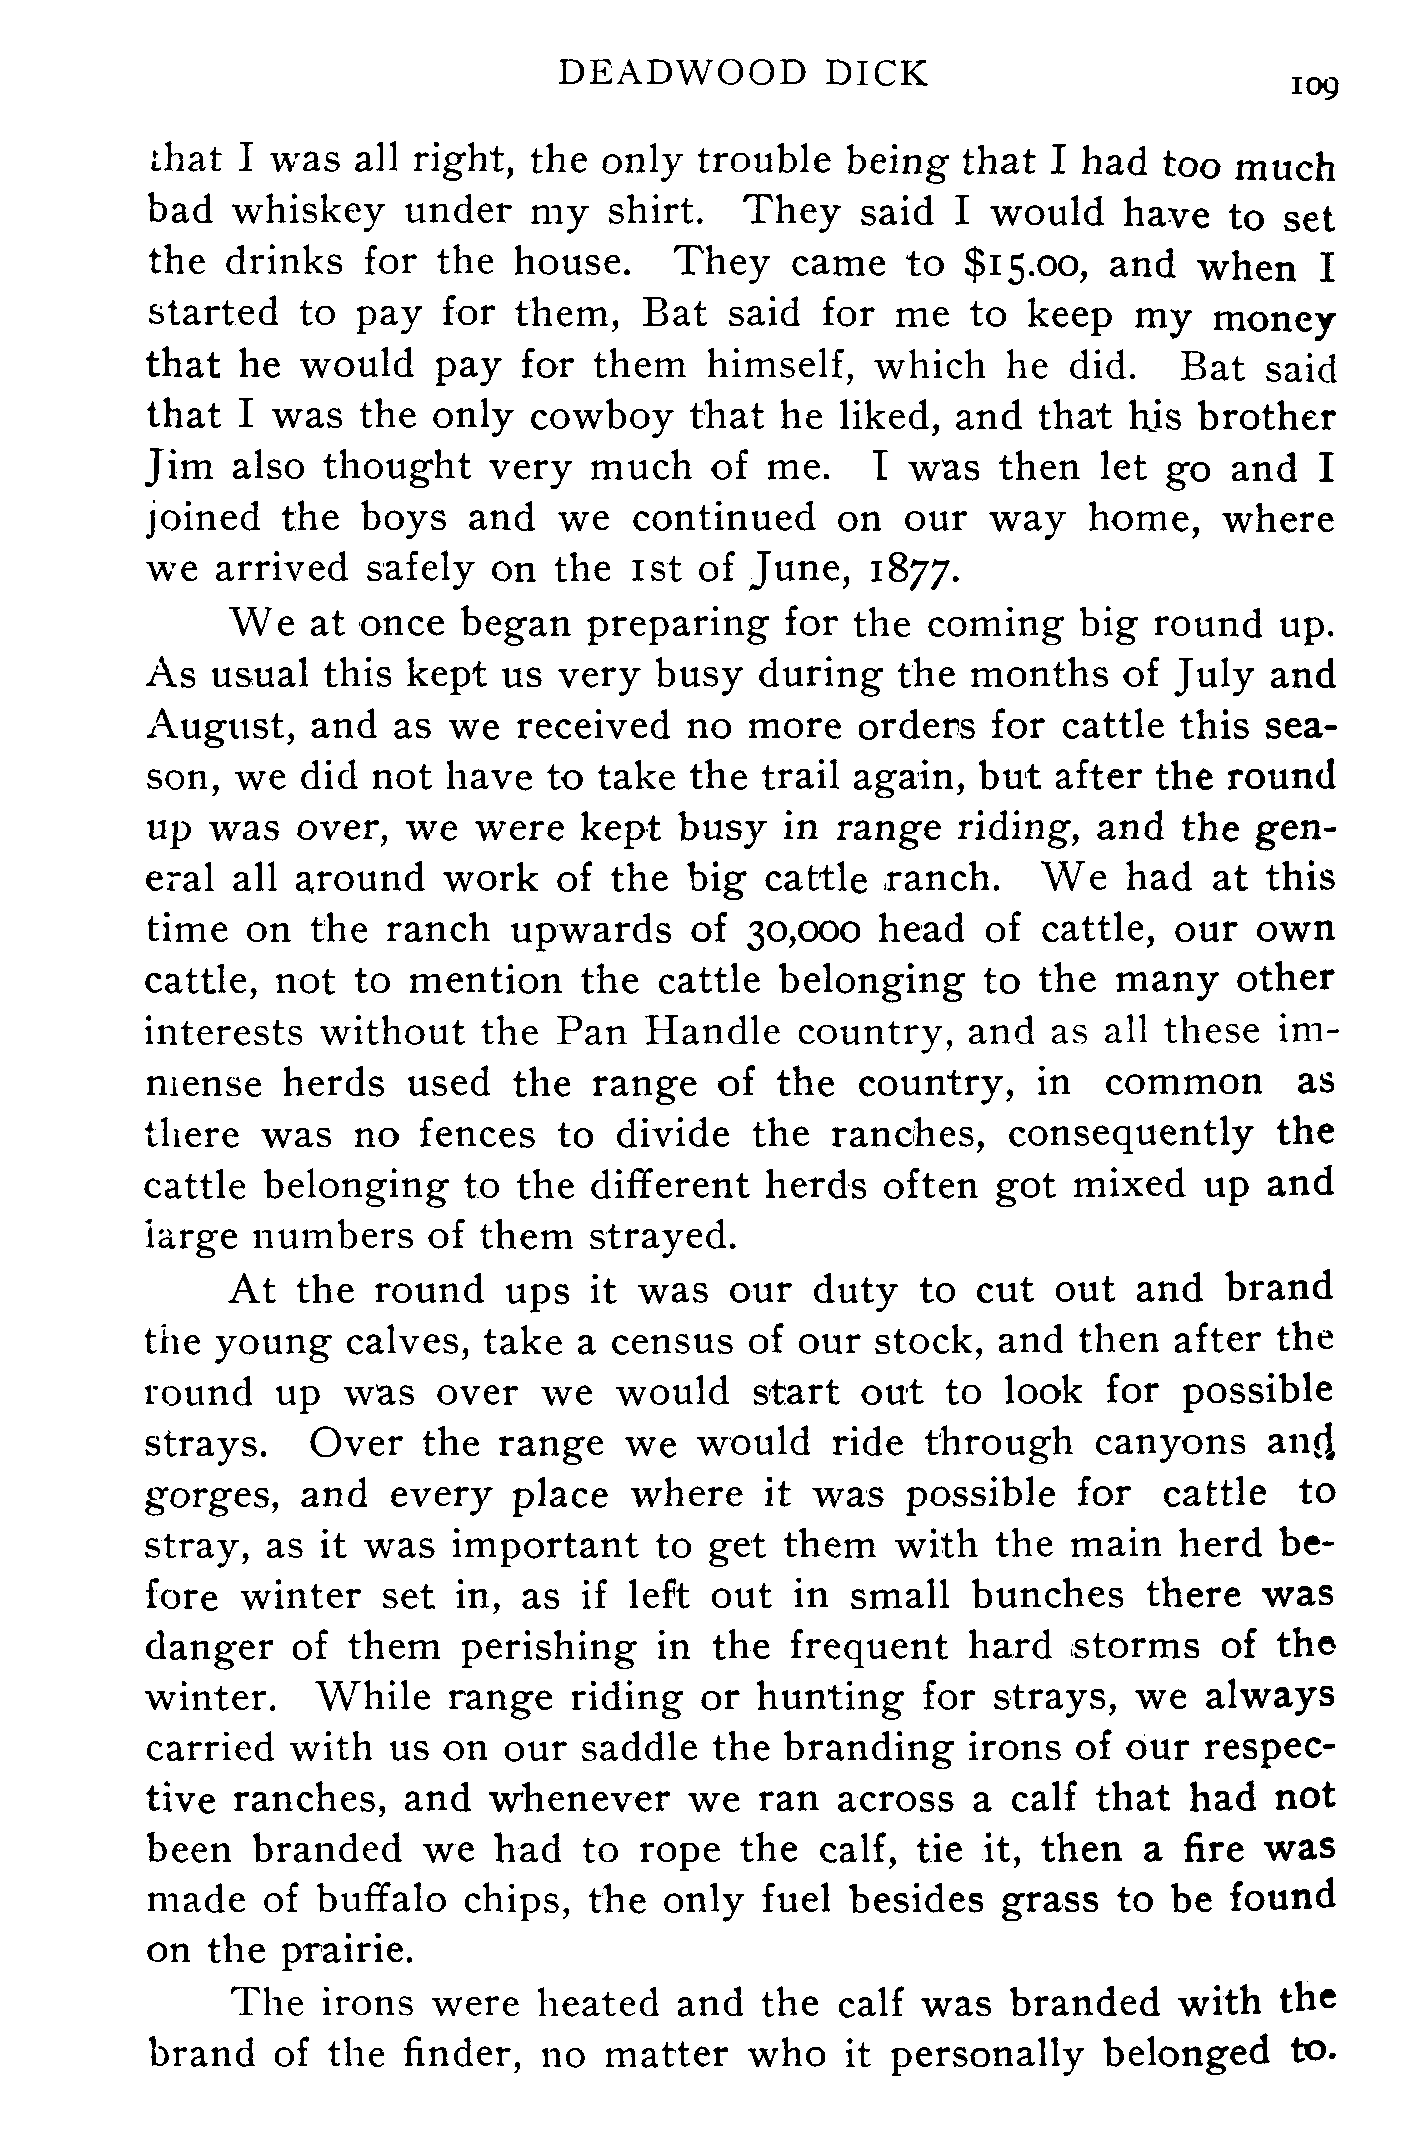 DEADWOOD DICK
109
that I was all right, the only trouble being that I had too much
bad whiskey under my shirt. They said I would have to set
the drinks for the house. They came to $15.00, and when I
started to pay for them, Bat said for me to keep my money
that he would pay for them himself, which he did. Bat said
that I was the only cowboy that he liked, and that his brother
Jim also thought very much of me. I was then let go and I
joined the boys and we continued on our way home, where
we arrived safely on the 1st of June, 1877.
We at once began preparing for the coming big round up.
As usual this kept us very busy during the months of July and
August, and as we received no more orders for cattle this sea-
son, we did not have to take the trail again, but after the round
up was over, we were kept busy in range riding, and the gen-
eral all around work of the big cattle ranch. We had at this
time on the ranch upwards of 30,000 head of cattle, our own
cattle, not to mention the cattle belonging to the many other
interests without the Pan Handle country, and as all these im-
mense herds used the range of the country, in common as
there was no fences to divide the ranches, consequently the
cattle belonging to the different herds often got mixed up and
large numbers of them strayed.
At the round ups it was our duty to cut out and brand
the young calves, take a census of our stock, and then after the
round up was over we would start out to look for possible
strays. Over the range we would ride through canyons and
gorges, and every place where it was possible for cattle to
stray, as it was important to get them with the main herd be-
fore winter set in, as if left out in small bunches there was
danger of them perishing in the frequent hard storms of the
winter. While range riding or hunting for strays, we always
carried with us on our saddle the branding irons of our respec-
tive ranches, and whenever we ran across a calf that had not
been branded we had to rope the calf, tie it, then a fire was
made of buffalo chips, the only fuel besides grass to be found
on the prairie.
The irons were heated and the calf was branded with the
brand of the finder, no matter who it personally belonged to.